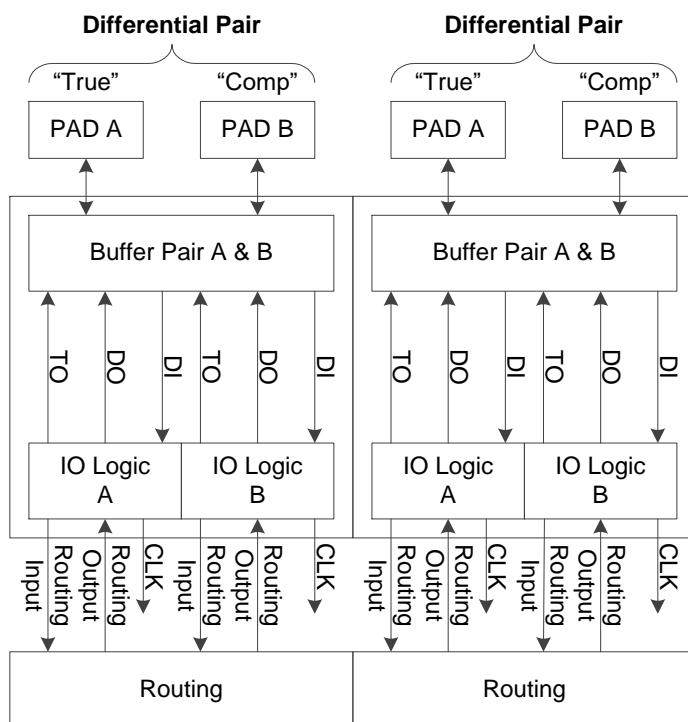 Differential Pair
Differential Pair
“True”
“Comp”
“True”
“Comp”
PAD A
PAD B
PAD A
PAD B
Buffer Pair A & B
Buffer Pair A & B
TO
DO
DI
TO
DO
DI
TO
DO
DI
TO
DO
DI
IO Logic
A
IO Logic
B
IO Logic
A
IO Logic
B
Routing
Input
Routing
Output
CLK
Routing
Input
Routing
Output
CLK
Routing
Input
Routing
Output
CLK
Routing
Input
Routing
Output
CLK
Routing
Routing